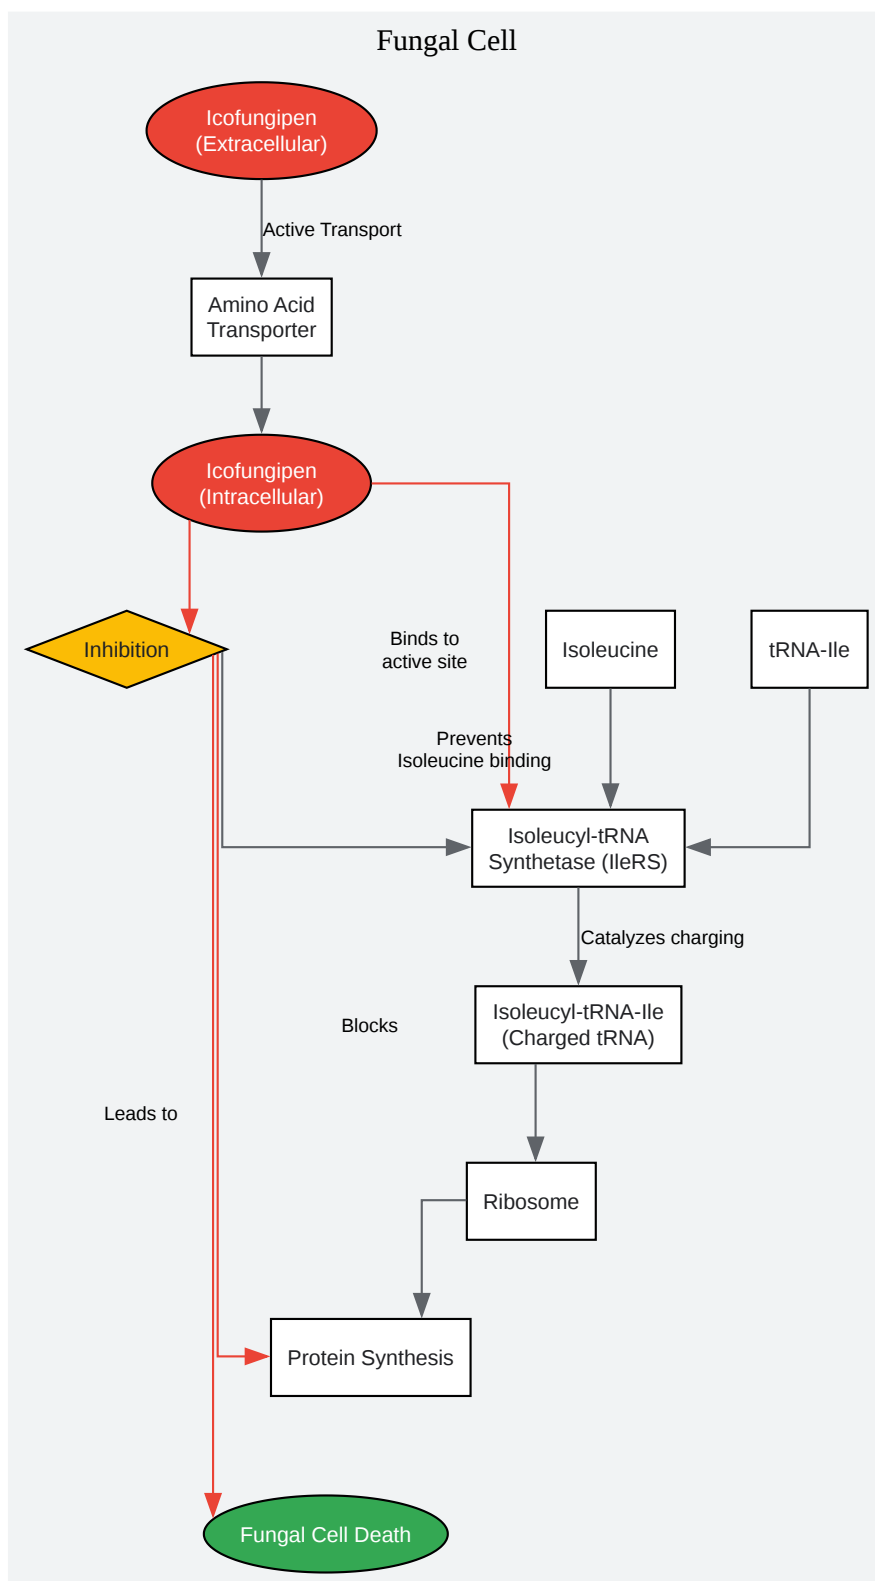 Fungal Cell
Icofungipen
(Extracellular)
Active Transport
Amino Acid
Transporter
Icofungipen
(Intracellular)
Inhibition
Binds to
active site
Isoleucine
tRNA-Ile
Prevents
Isoleucine binding
Isoleucyl-tRNA
Synthetase (IleRS)
Catalyzes charging
Isoleucyl-tRNA-Ile
(Charged tRNA)
Blocks
Leads to
Ribosome
Protein Synthesis
Fungal Cell Death